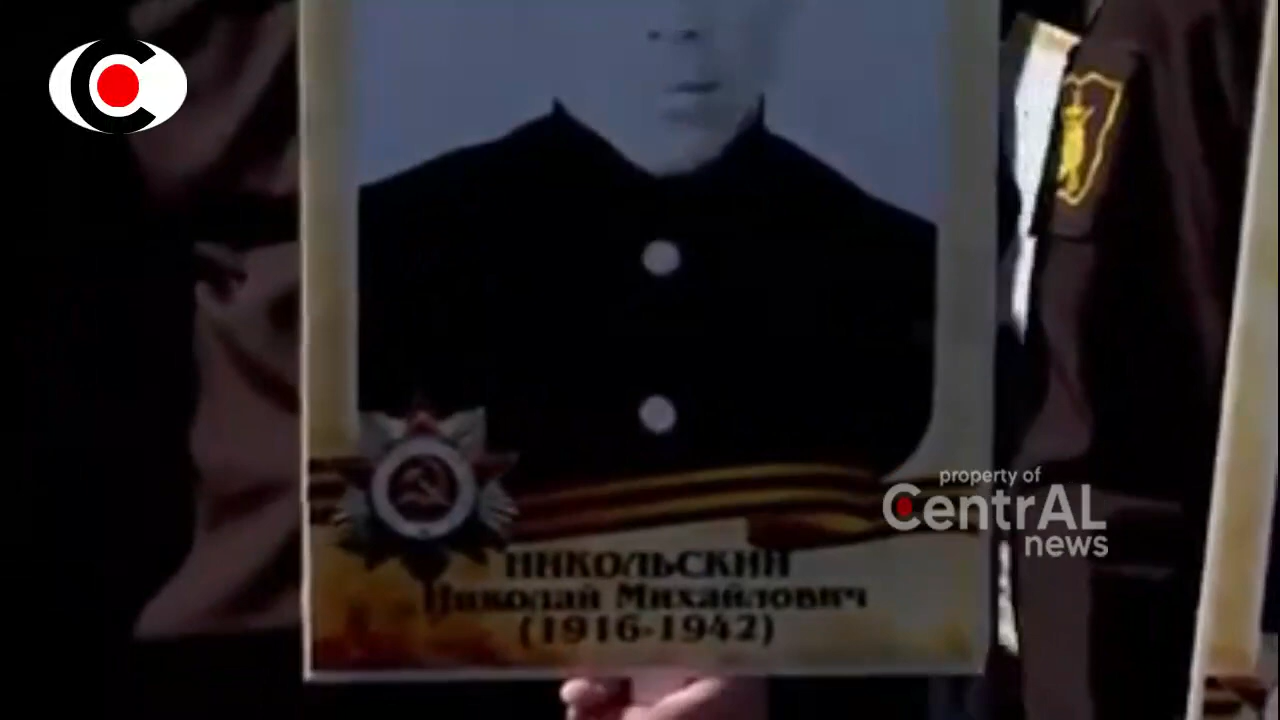 property of
CentrAL
news
НИКОЛЬСКИЙ
Николай Михайлович
(1916-1942)